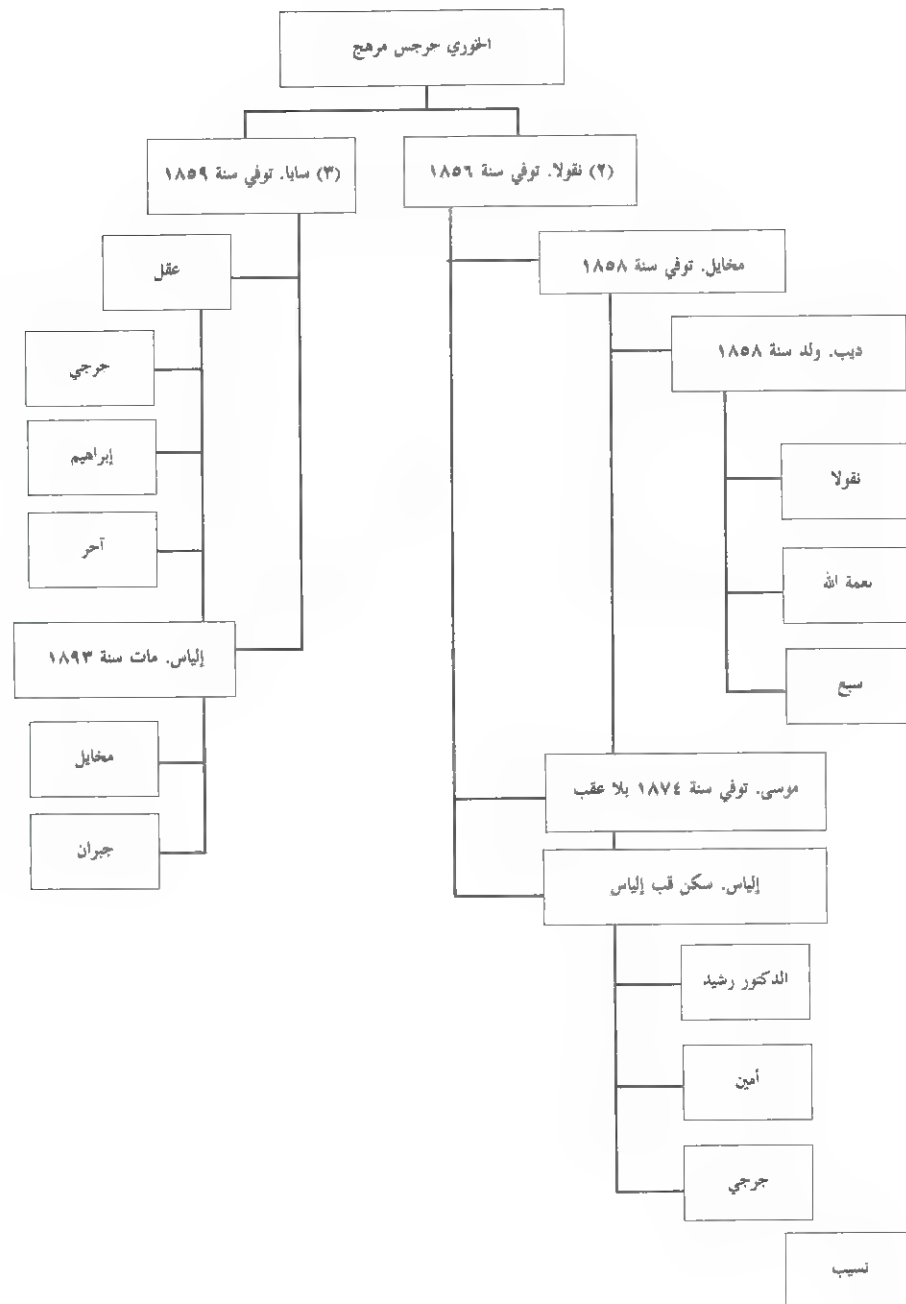 الخوري جرجس مرهج
(٢) نقولا. توفي سنة ١٨٥٦
(٣) سابا. توفي سنة ١٨٥٩
مخايل. توفي سنة ١٨٥٨
ديب. ولد سنة ١٨٥٨
نقولا
نعمة الله
سبع
موسى. توفي سنة ١٨٧٤ بلا عقب
إلياس. سكن قب إلياس
الدكتور رشيد
أمين
جرجي
نسيب
عقل
جرجي
إبراهيم
آخر
إلياس. مات سنة ١٨٩٣
مخايل
جبران